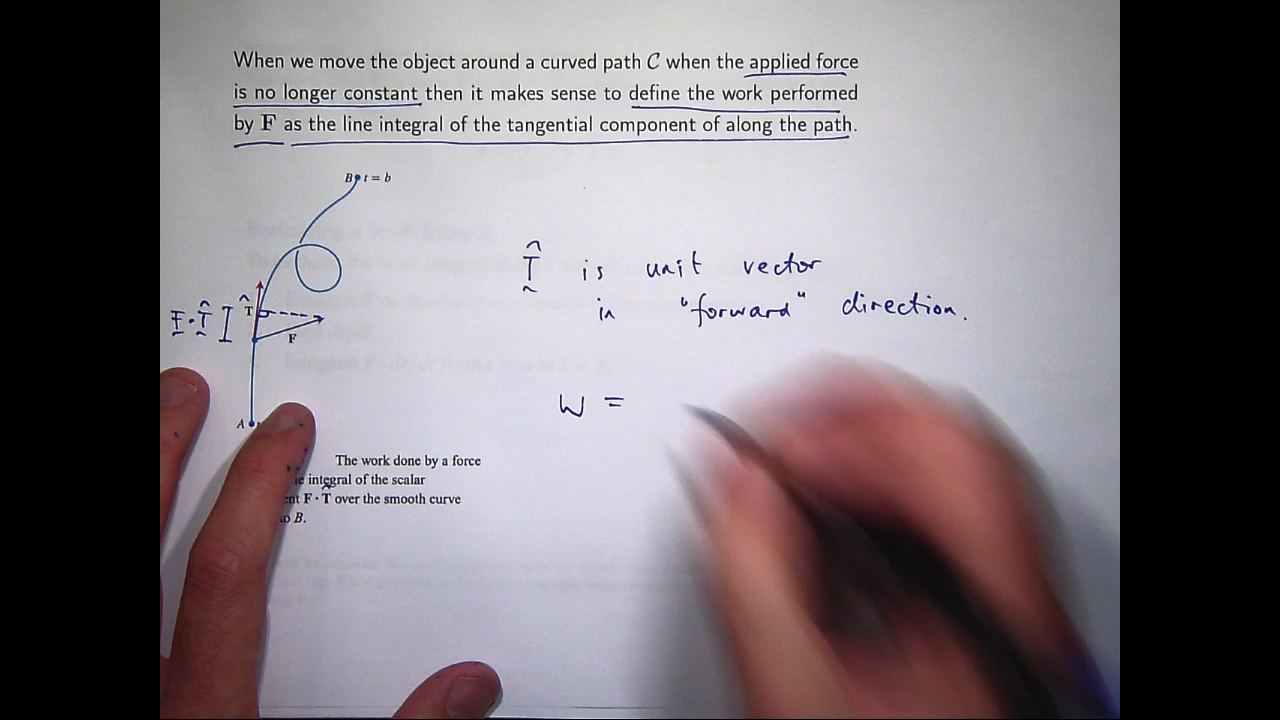 When we move the object around a curved path C when the applied force
is no longer constant then it makes sense to define the work performed
by F as the line integral of the tangential component of along the path.
B t = b
T̂ is unit vector
in "forward" direction.
F · T̂
T̂
F
W =
A
The work done by a force
integral of the scalar
F · T̂ over the smooth curve
B.